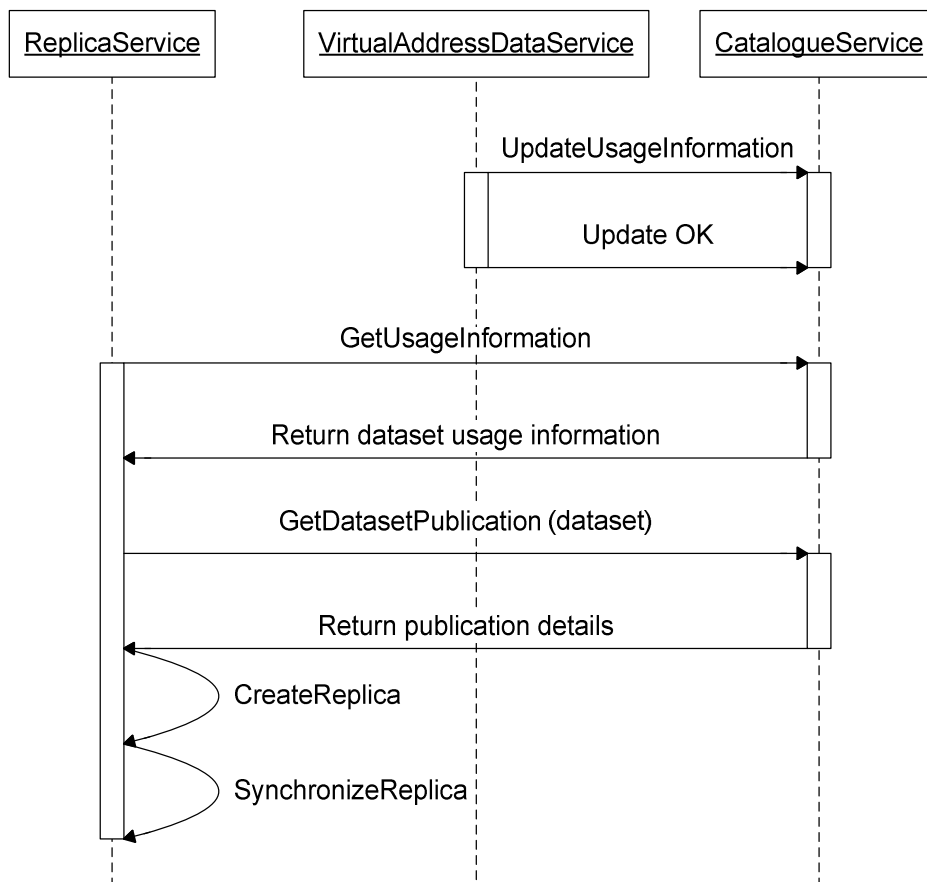 ReplicaService
VirtualAddressDataService
CatalogueService
UpdateUsageInformation
Update OK
GetUsageInformation
Return dataset usage information
GetDatasetPublication (dataset)
Return publication details
CreateReplica
SynchronizeReplica